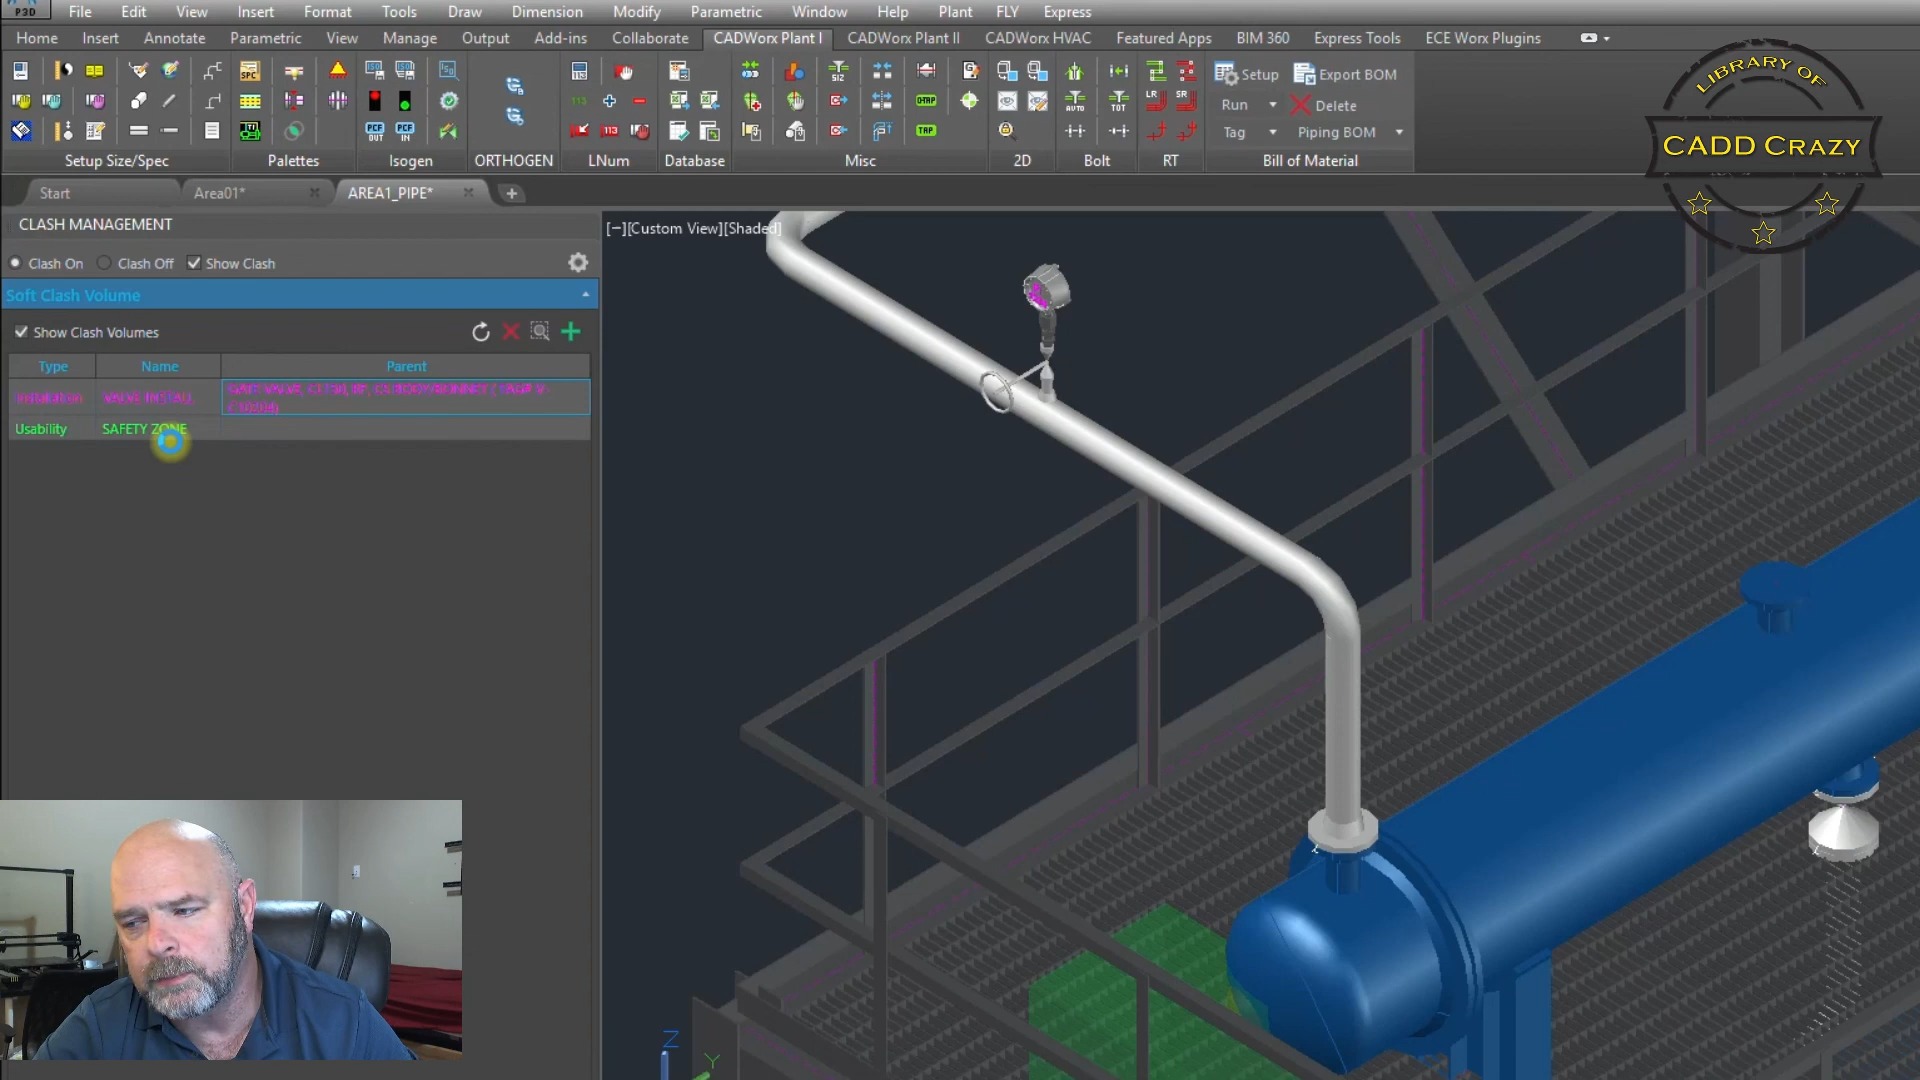 P3D
File Edit View Insert Format Tools Draw Dimension Modify Parametric Window Help Plant FLY Express
Home Insert Annotate Parametric View Manage Output Add-ins Collaborate CADWorx Plant I CADWorx Plant II CADWorx HVAC Featured Apps BIM 360 Express Tools ECE Worx Plugins
Setup Export BOM
Run Delete
Tag Piping BOM
Setup Size/Spec Palettes Isogen ORTHOGEN LNum Database Misc 2D Bolt RT Bill of Material
LIBRARY OF
CADD CRAZY
Start Area01* AREA1_PIPE*
CLASH MANAGEMENT
[−][Custom View][Shaded]
Clash On Clash Off Show Clash
Soft Clash Volume
Show Clash Volumes
Type Name Parent
Installation VALVE INSTALL
Usability SAFETY ZONE
Z
Y